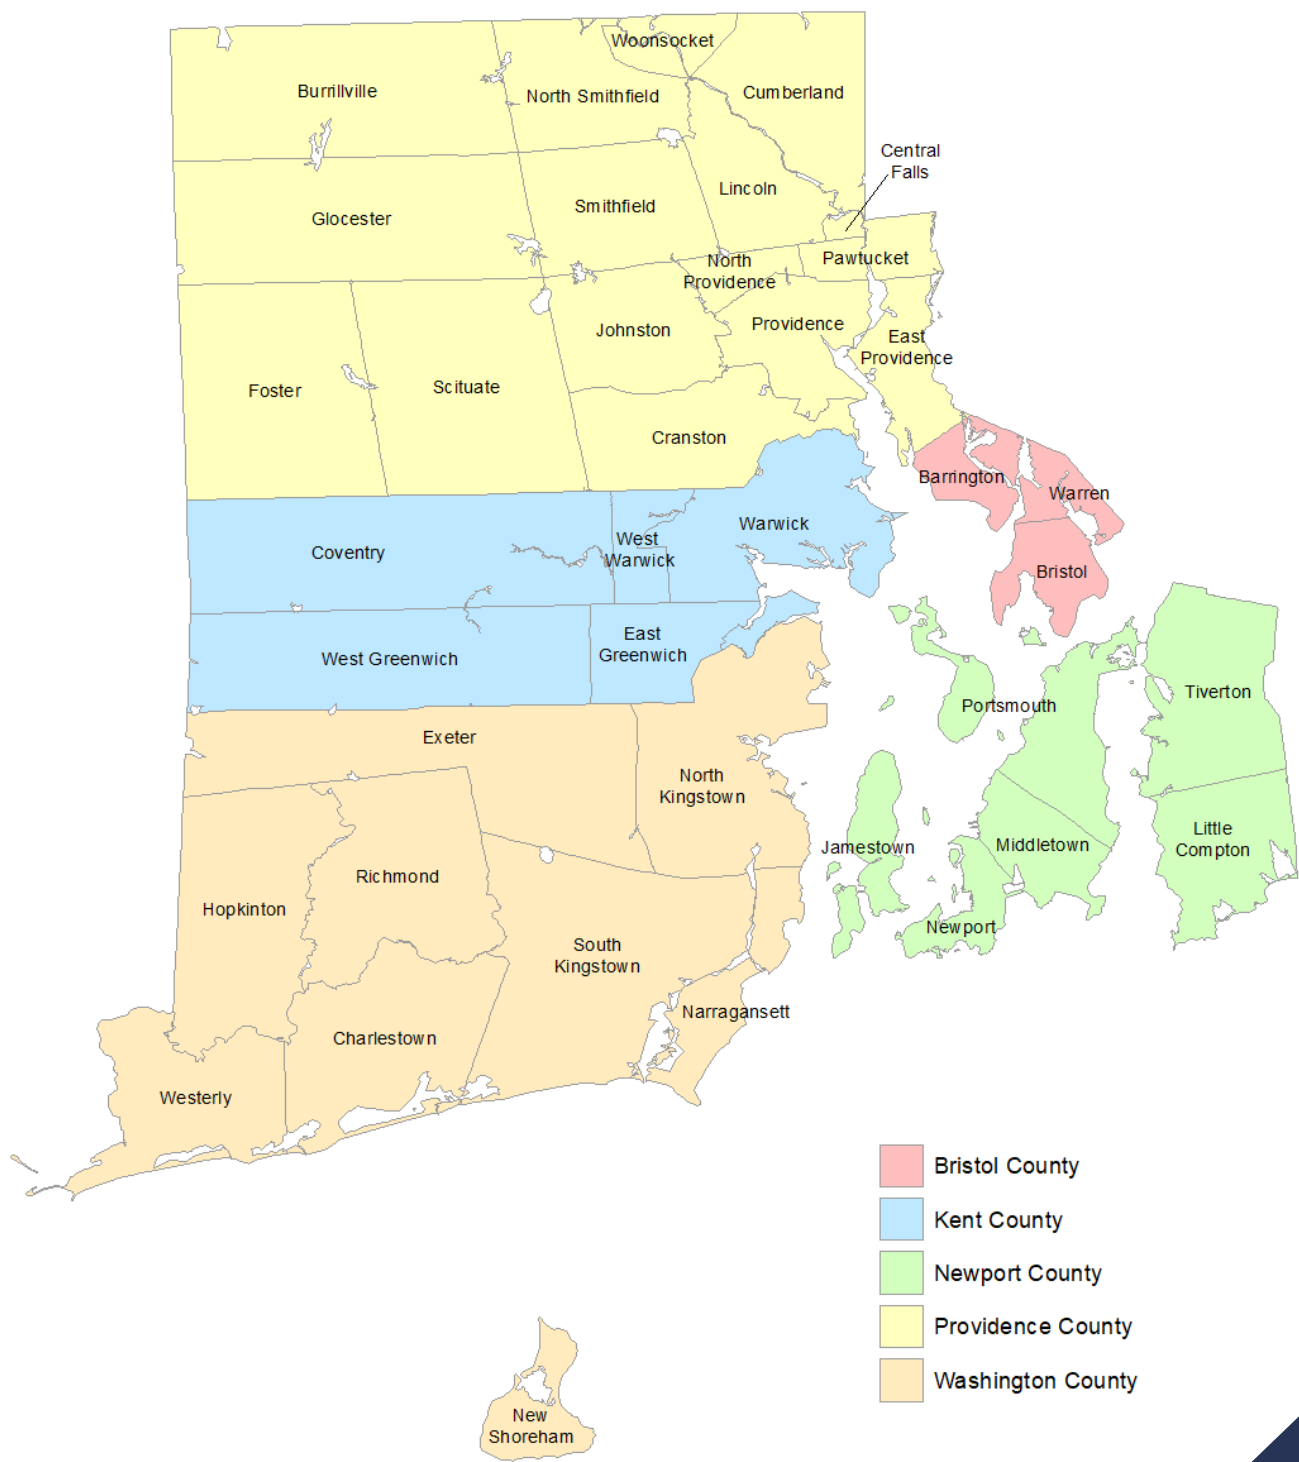 Woonsocket
Burrillville
North Smithfield
Cumberland
Central
Falls
Lincoln
Smithfield
Glocester
North
Providence
Pawtucket
Johnston
Providence
East
Providence
Foster
Scituate
Cranston
Barrington
Warren
Coventry
West
Warwick
Warwick
Bristol
West Greenwich
East
Greenwich
Portsmouth
Tiverton
Exeter
North
Kingstown
Jamestown
Middletown
Little
Compton
Richmond
Hopkinton
Newport
South
Kingstown
Narragansett
Charlestown
Westerly
Bristol County
Kent County
Newport County
Providence County
Washington County
New
Shoreham